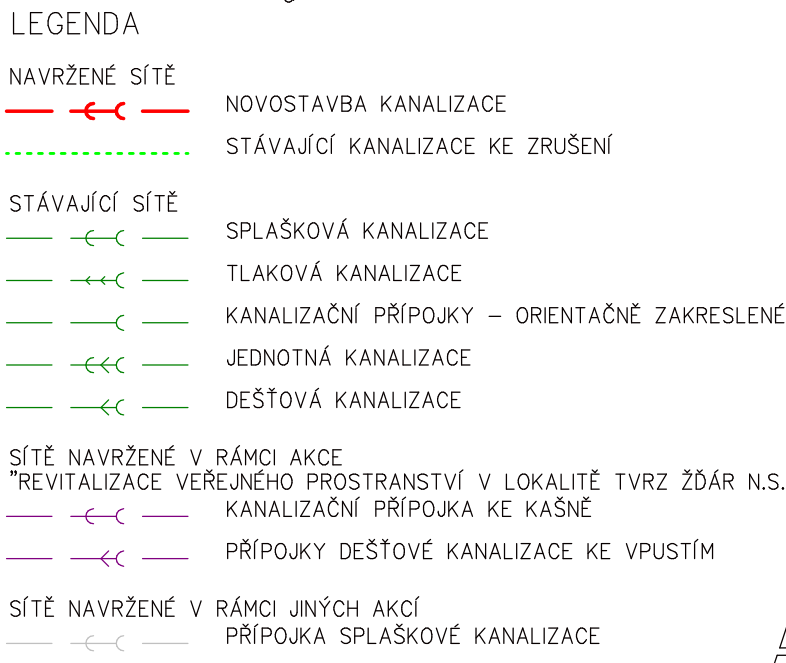 LEGENDA
NAVRŽENÉ SÍTĚ
NOVOSTAVBA KANALIZACE
STÁVAJÍCÍ KANALIZACE KE ZRUŠENÍ
STÁVAJÍCÍ SÍTĚ
SPLAŠKOVÁ KANALIZACE
TLAKOVÁ KANALIZACE
KANALIZAČNÍ PŘÍPOJKY – ORIENTAČNĚ ZAKRESLENÉ
JEDNOTNÁ KANALIZACE
DEŠŤOVÁ KANALIZACE
SÍTĚ NAVRŽENÉ V RÁMCI AKCE
"REVITALIZACE VEŘEJNÉHO PROSTRANSTVÍ V LOKALITĚ TVRZ ŽĎÁR N.S.
KANALIZAČNÍ PŘÍPOJKA KE KAŠNĚ
PŘÍPOJKY DEŠŤOVÉ KANALIZACE KE VPUSTÍM
SÍTĚ NAVRŽENÉ V RÁMCI JINÝCH AKCÍ
PŘÍPOJKA SPLAŠKOVÉ KANALIZACE